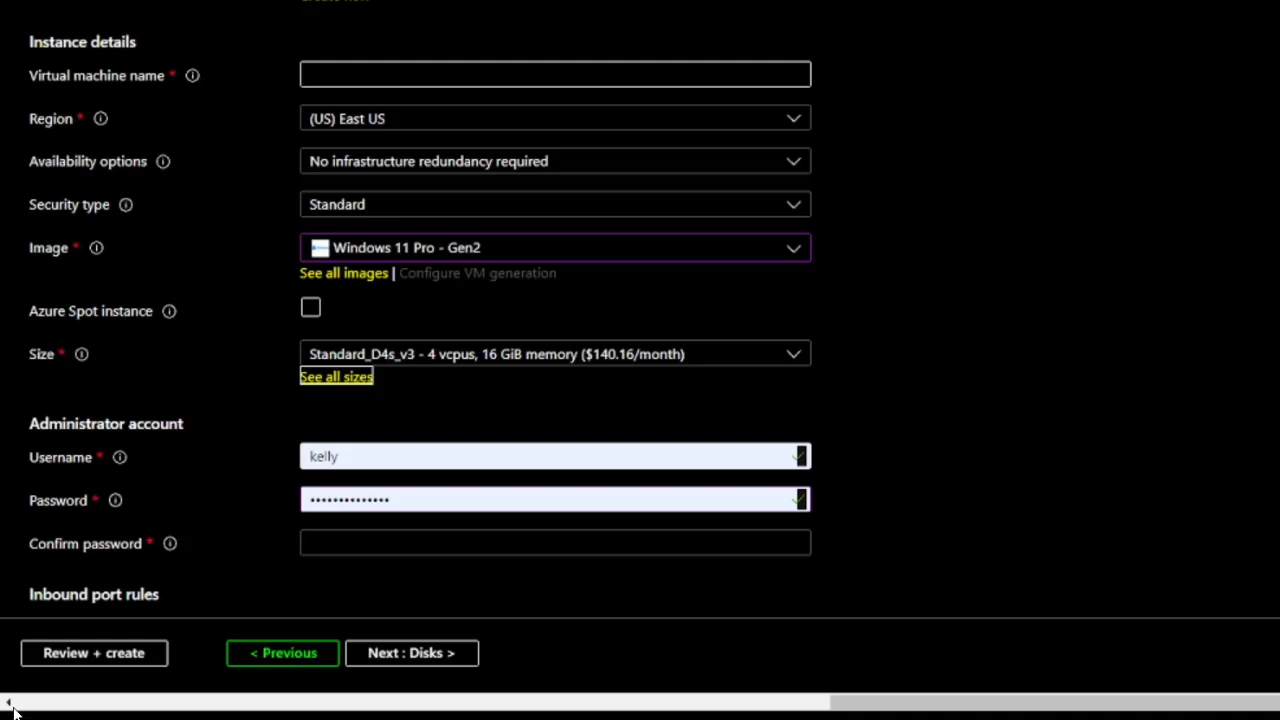 Instance details
Virtual machine name *
Region * (US) East US
Availability options No infrastructure redundancy required
Security type Standard
Image * Windows 11 Pro - Gen2
See all images | Configure VM generation
Azure Spot instance
Size * Standard_D4s_v3 - 4 vcpus, 16 GiB memory ($140.16/month)
See all sizes
Administrator account
Username * kelly
Password * ••••••••••••••
Confirm password *
Inbound port rules
Review + create < Previous Next : Disks >